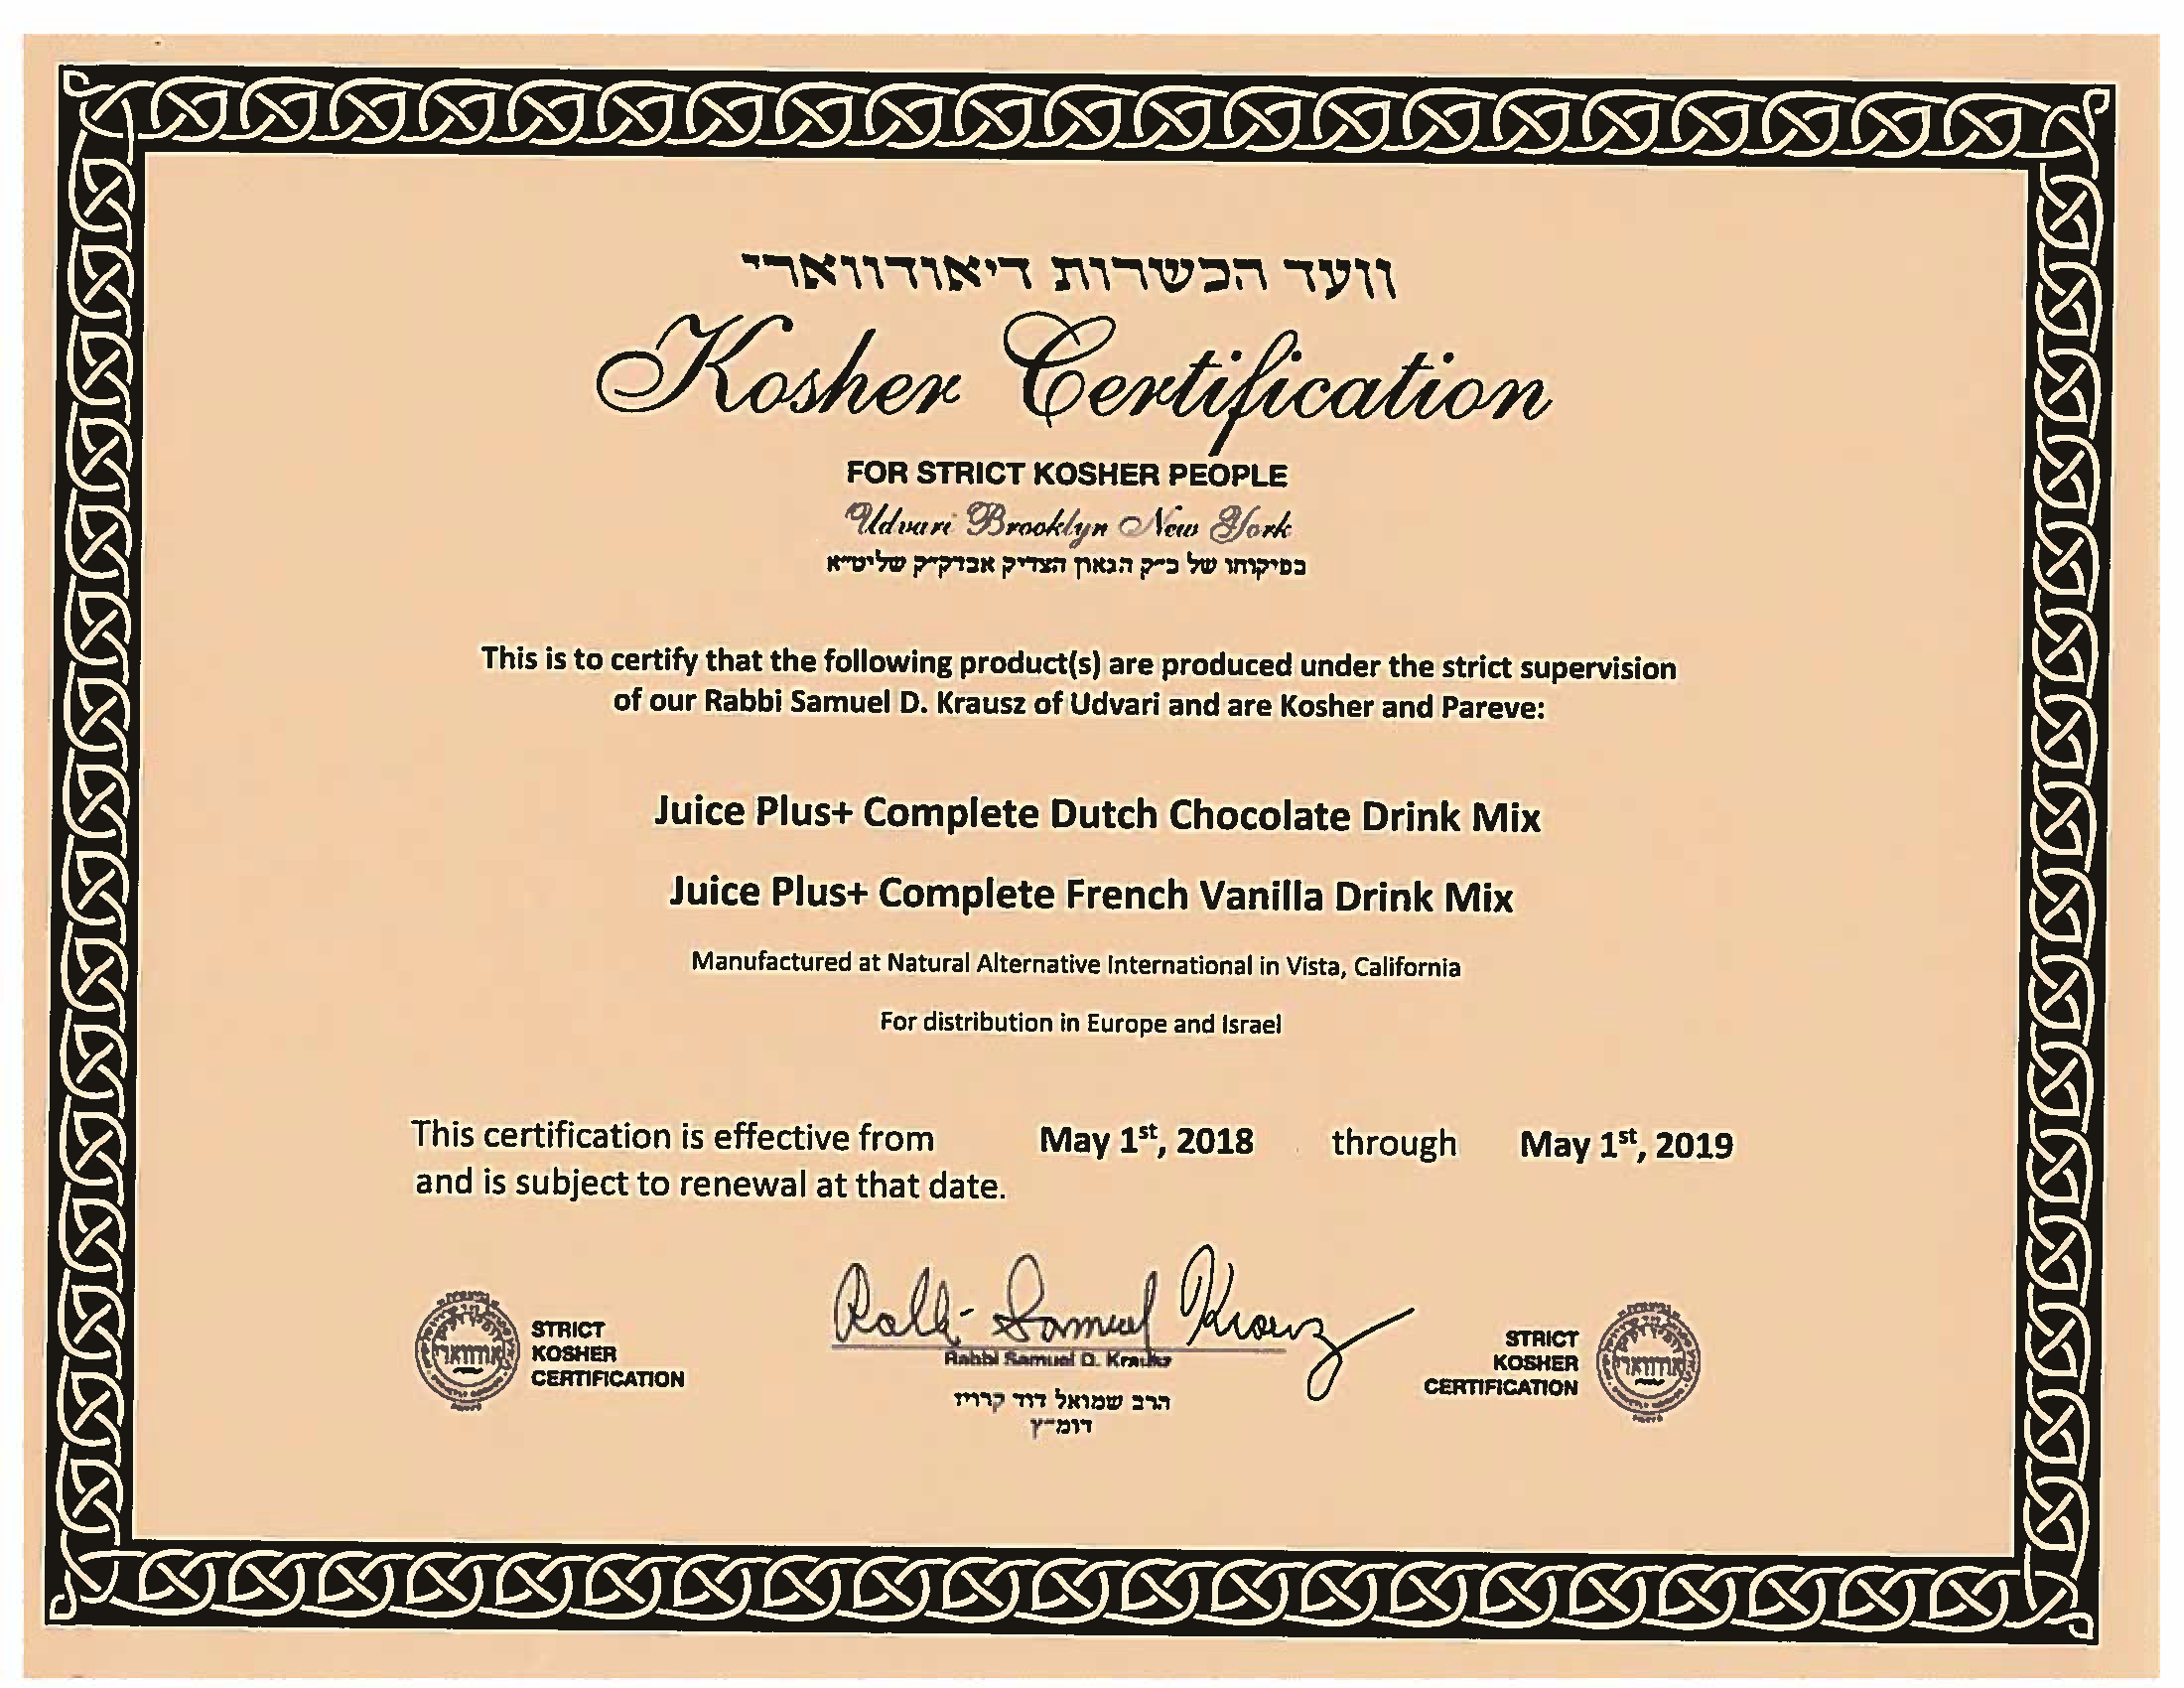 וועד הכשרות דיאודווארי
Kosher Certification
FOR STRICT KOSHER PEOPLE
Udvari Brooklyn New York
בפיקוחו של כ״ק הגאון הצדיק אבדק״ק שליט״א
This is to certify that the following product(s) are produced under the strict supervision
of our Rabbi Samuel D. Krausz of Udvari and are Kosher and Pareve:
Juice Plus+ Complete Dutch Chocolate Drink Mix
Juice Plus+ Complete French Vanilla Drink Mix
Manufactured at Natural Alternative International in Vista, California
For distribution in Europe and Israel
This certification is effective from May 1st, 2018 through May 1st, 2019
and is subject to renewal at that date.
Rabbi Samuel Krausz
Rabbi Samuel D. Krausz
הרב שמואל דוד קרויז
דומ״ץ
STRICT
KOSHER
CERTIFICATION
STRICT
KOSHER
CERTIFICATION